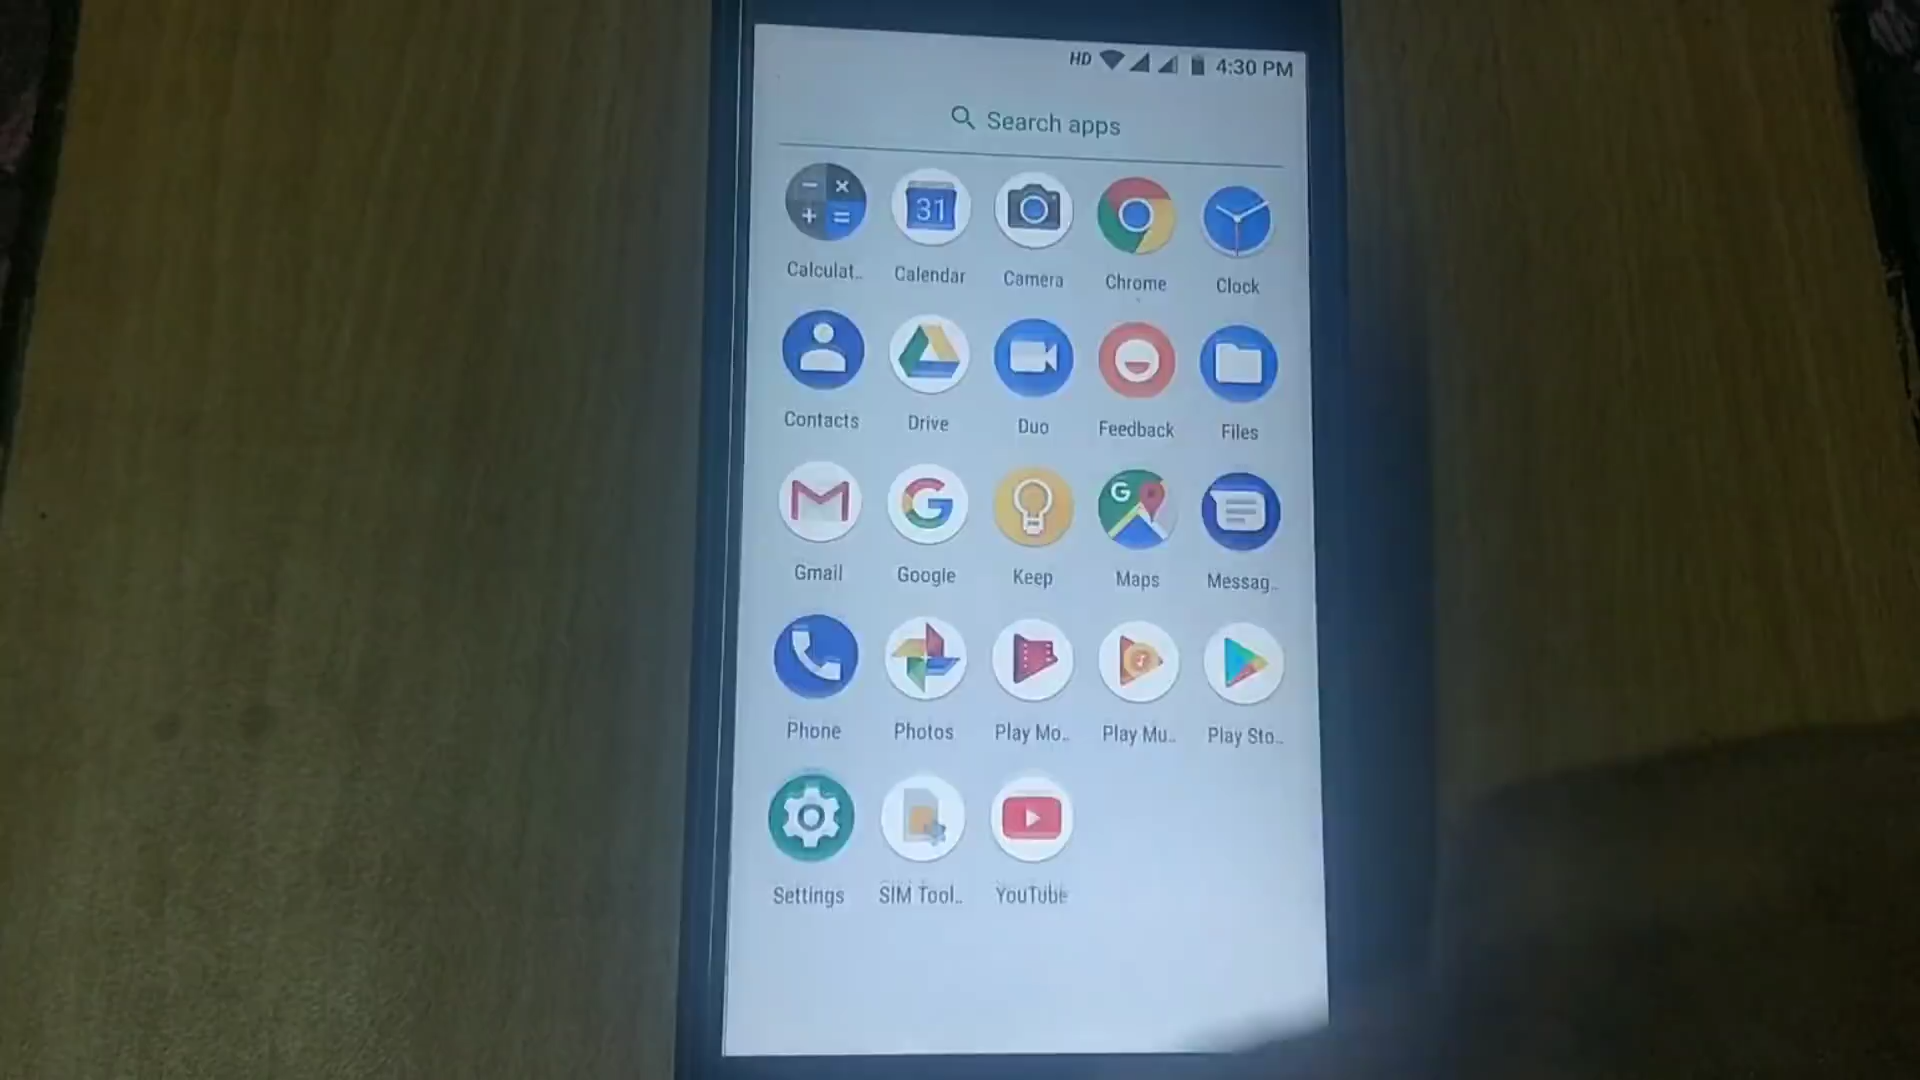 HD 4:30 PM
Search apps
31
Calculat.. Calendar Camera Chrome Clock
Contacts Drive Duo Feedback Files
G
Gmail Google Keep Maps Messag..
Phone Photos Play Mo.. Play Mu.. Play Sto..
Settings SIM Tool.. YouTube